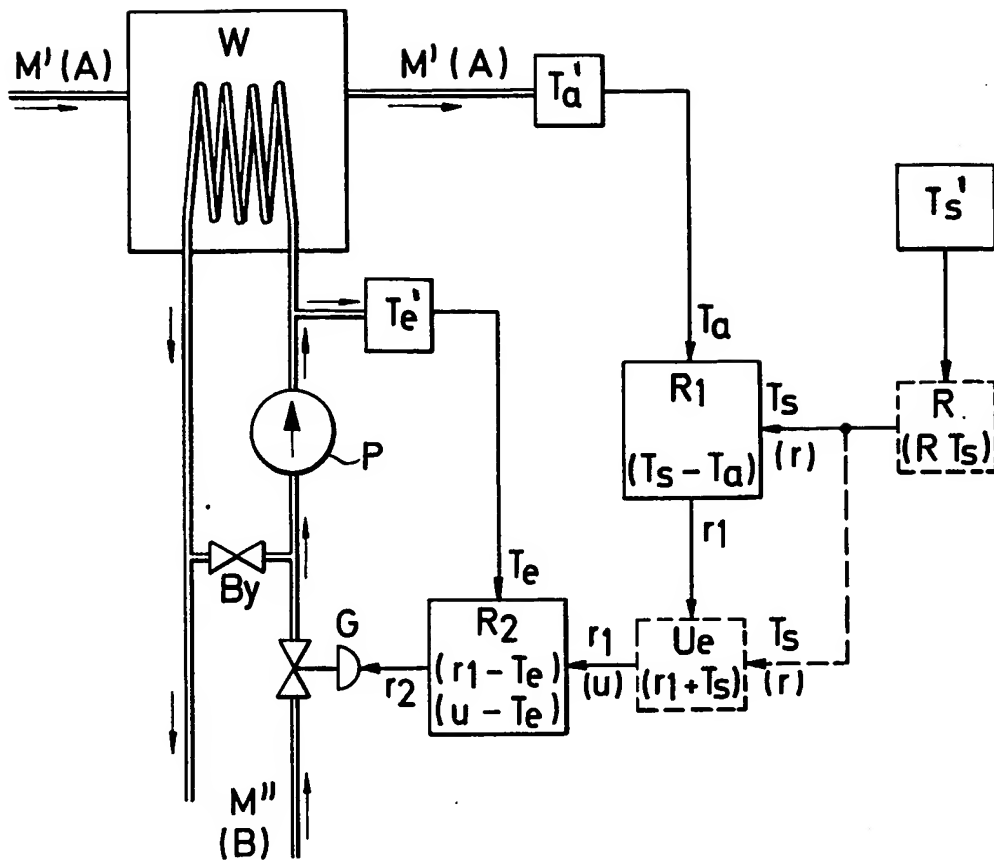 W
M' (A)
M' (A)
Ta'
Ts'
Te'
Ta
R1
(Ts - Ta)
Ts
(r)
R
(R Ts)
P
r1
By
Te
G
R2
(r1 - Te)
(u - Te)
r2
r1
(u)
Ue
(r1 + Ts)
Ts
(r)
M"
(B)